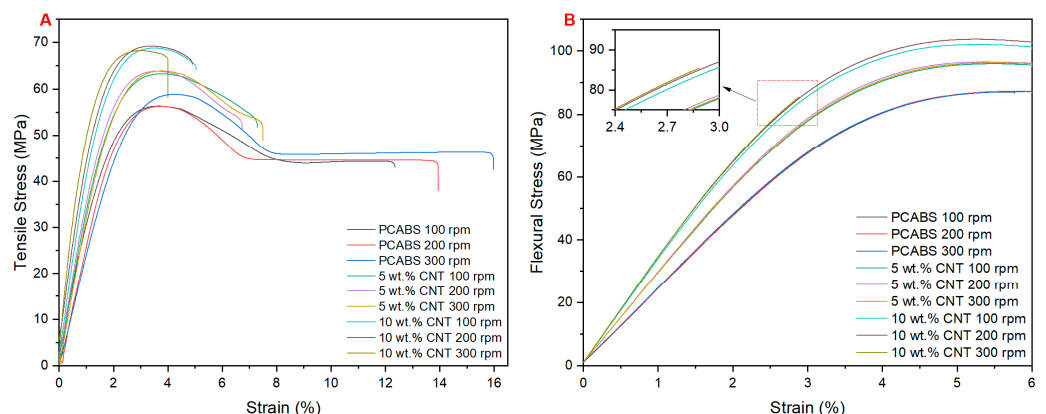 A
Tensile Stress (MPa)
70
60
50
40
30
20
10
0
0 2 4 6 8 10 12 14 16
Strain (%)
PCABS 100 rpm
PCABS 200 rpm
PCABS 300 rpm
5 wt.% CNT 100 rpm
5 wt.% CNT 200 rpm
5 wt.% CNT 300 rpm
10 wt.% CNT 100 rpm
10 wt.% CNT 200 rpm
10 wt.% CNT 300 rpm
B
Flexural Stress (MPa)
100
80
60
40
20
0
0 1 2 3 4 5 6
Strain (%)
90
80
2.4 2.6 2.8 3.0
PCABS 100 rpm
PCABS 200 rpm
PCABS 300 rpm
5 wt.% CNT 100 rpm
5 wt.% CNT 200 rpm
5 wt.% CNT 300 rpm
10 wt.% CNT 100 rpm
10 wt.% CNT 200 rpm
10 wt.% CNT 300 rpm